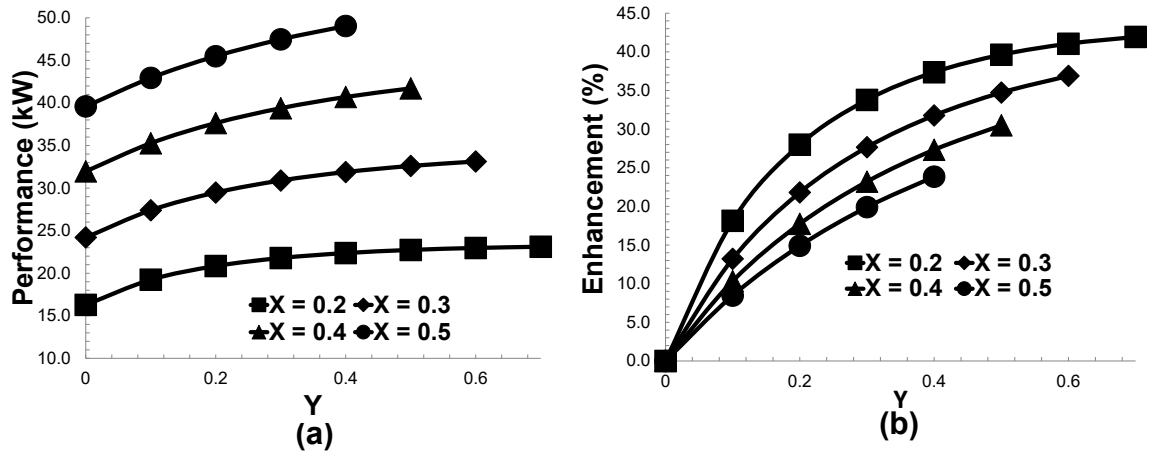 50.0
45.0
40.0
35.0
30.0
25.0
20.0
15.0
10.0
Performance (kW)
0 0.2 0.4 0.6
Y
X = 0.2 X = 0.3
X = 0.4 X = 0.5
(a)
45.0
40.0
35.0
30.0
25.0
20.0
15.0
10.0
5.0
0.0
Enhancement (%)
0 0.2 0.4 0.6
Y
X = 0.2 X = 0.3
X = 0.4 X = 0.5
(b)